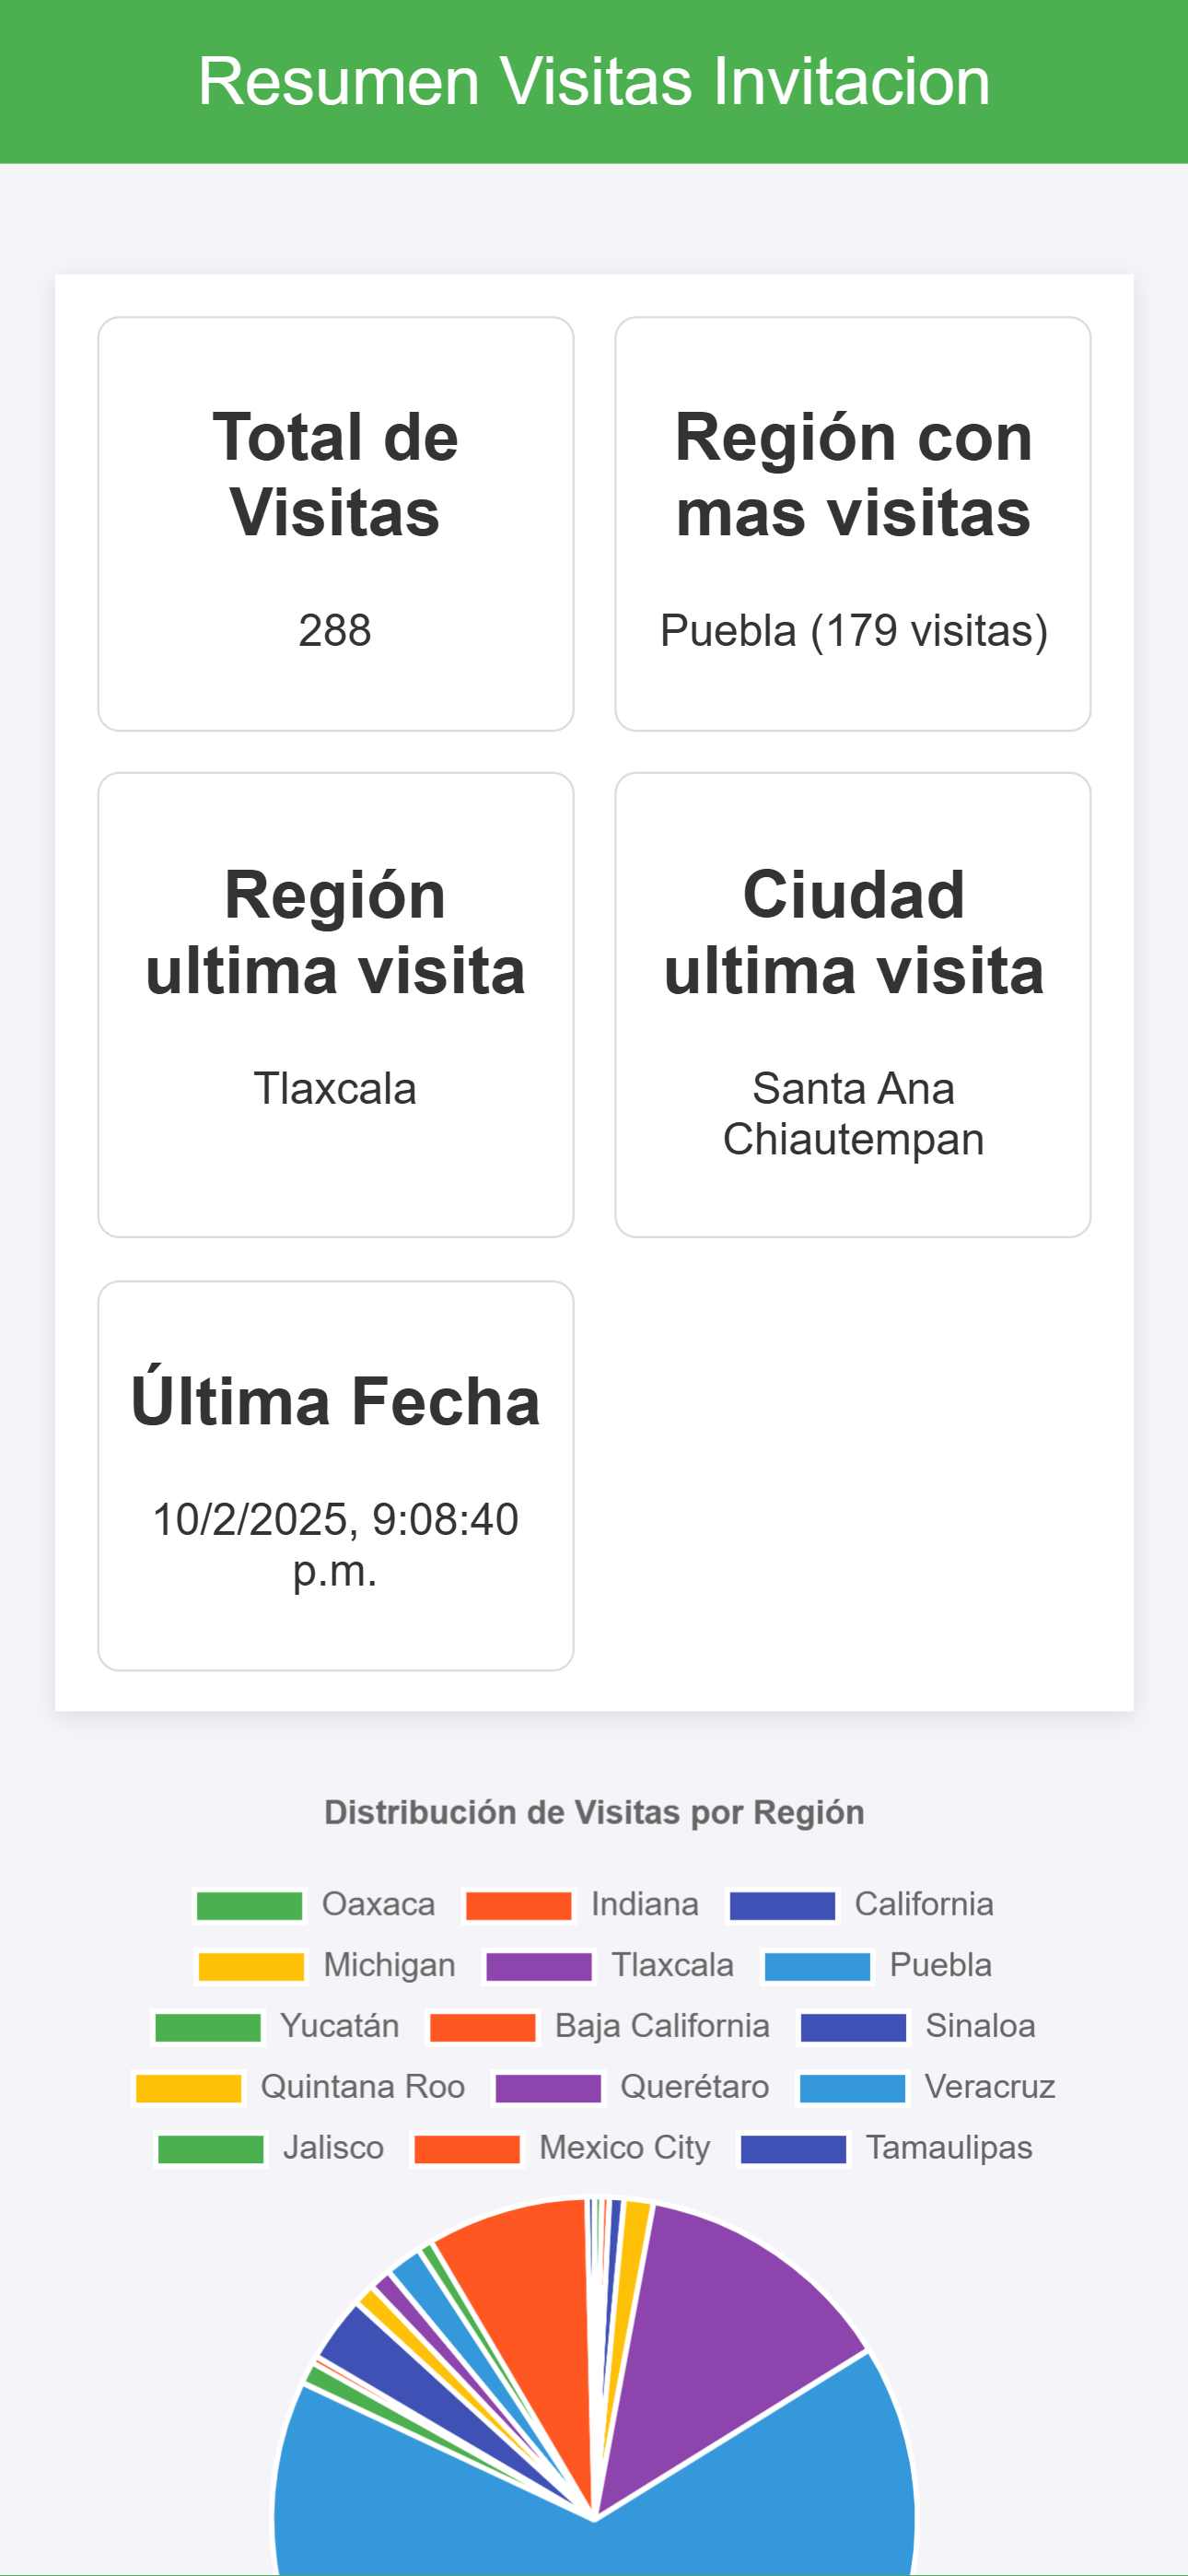 Resumen Visitas Invitacion
Total de
Visitas
288
Región con
mas visitas
Puebla (179 visitas)
Región
ultima visita
Tlaxcala
Ciudad
ultima visita
Santa Ana
Chiautempan
Última Fecha
10/2/2025, 9:08:40
p.m.
Distribución de Visitas por Región
Oaxaca Indiana California
Michigan Tlaxcala Puebla
Yucatán Baja California Sinaloa
Quintana Roo Querétaro Veracruz
Jalisco Mexico City Tamaulipas